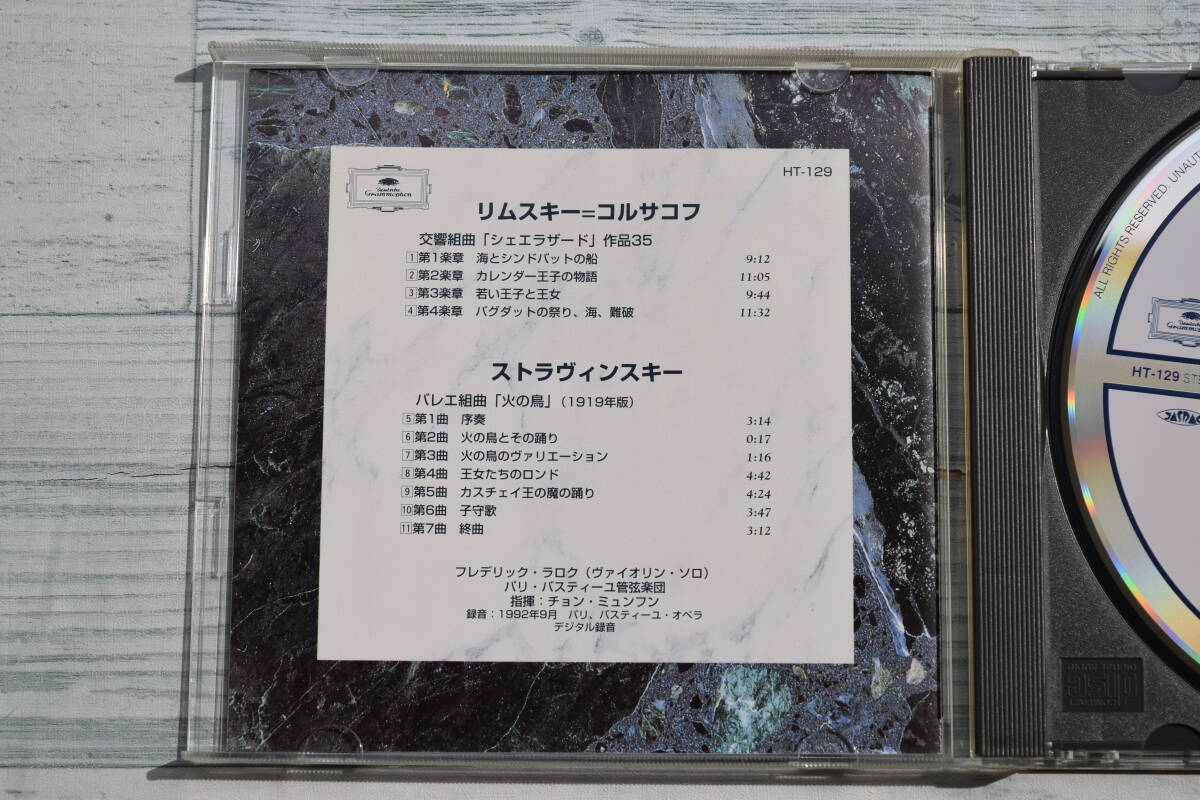 Deutsche
Grammophon
HT-129
リムスキー=コルサコフ
交響組曲「シェエラザード」作品35
1 第1楽章 海とシンドバットの船 9:12
2 第2楽章 カレンダー王子の物語 11:05
3 第3楽章 若い王子と王女 9:44
4 第4楽章 バグダットの祭り、海、難破 11:32
ストラヴィンスキー
バレエ組曲「火の鳥」（1919年版）
5 第1曲 序奏 3:14
6 第2曲 火の鳥とその踊り 0:17
7 第3曲 火の鳥のヴァリエーション 1:16
8 第4曲 王女たちのロンド 4:42
9 第5曲 カスチェイ王の魔の踊り 4:24
10 第6曲 子守歌 3:47
11 第7曲 終曲 3:12
フレデリック・ラロク（ヴァイオリン・ソロ）
パリ・バスティーユ管弦楽団
指揮：チョン・ミュンフン
録音：1992年9月 パリ、バスティーユ・オペラ
デジタル録音
ALL RIGHTS RESERVED. UNAUT
HT-129 STE
JASRAC